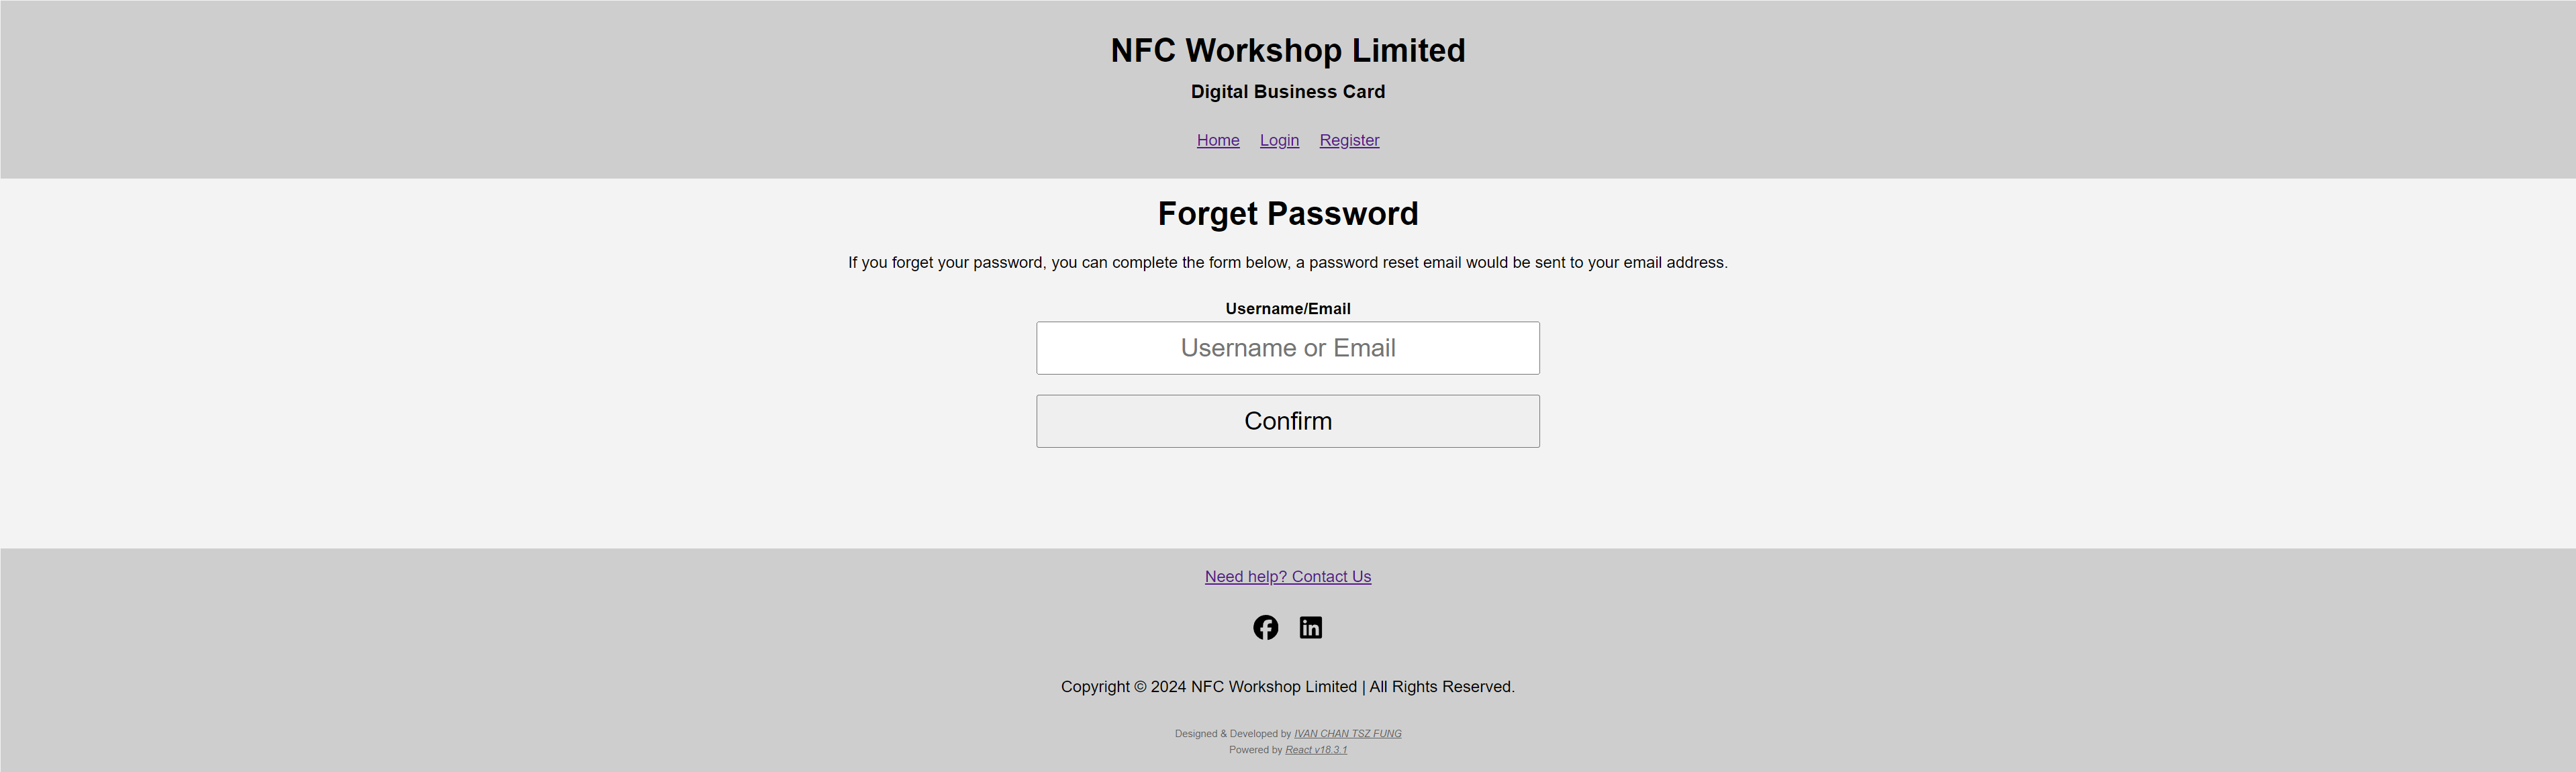 NFC Workshop Limited
Digital Business Card
Home Login Register
Forget Password
If you forget your password, you can complete the form below, a password reset email would be sent to your email address.
Username/Email
Username or Email
Confirm
Need help? Contact Us
Copyright © 2024 NFC Workshop Limited | All Rights Reserved.
Designed & Developed by IVAN CHAN TSZ FUNG
Powered by React v18.3.1